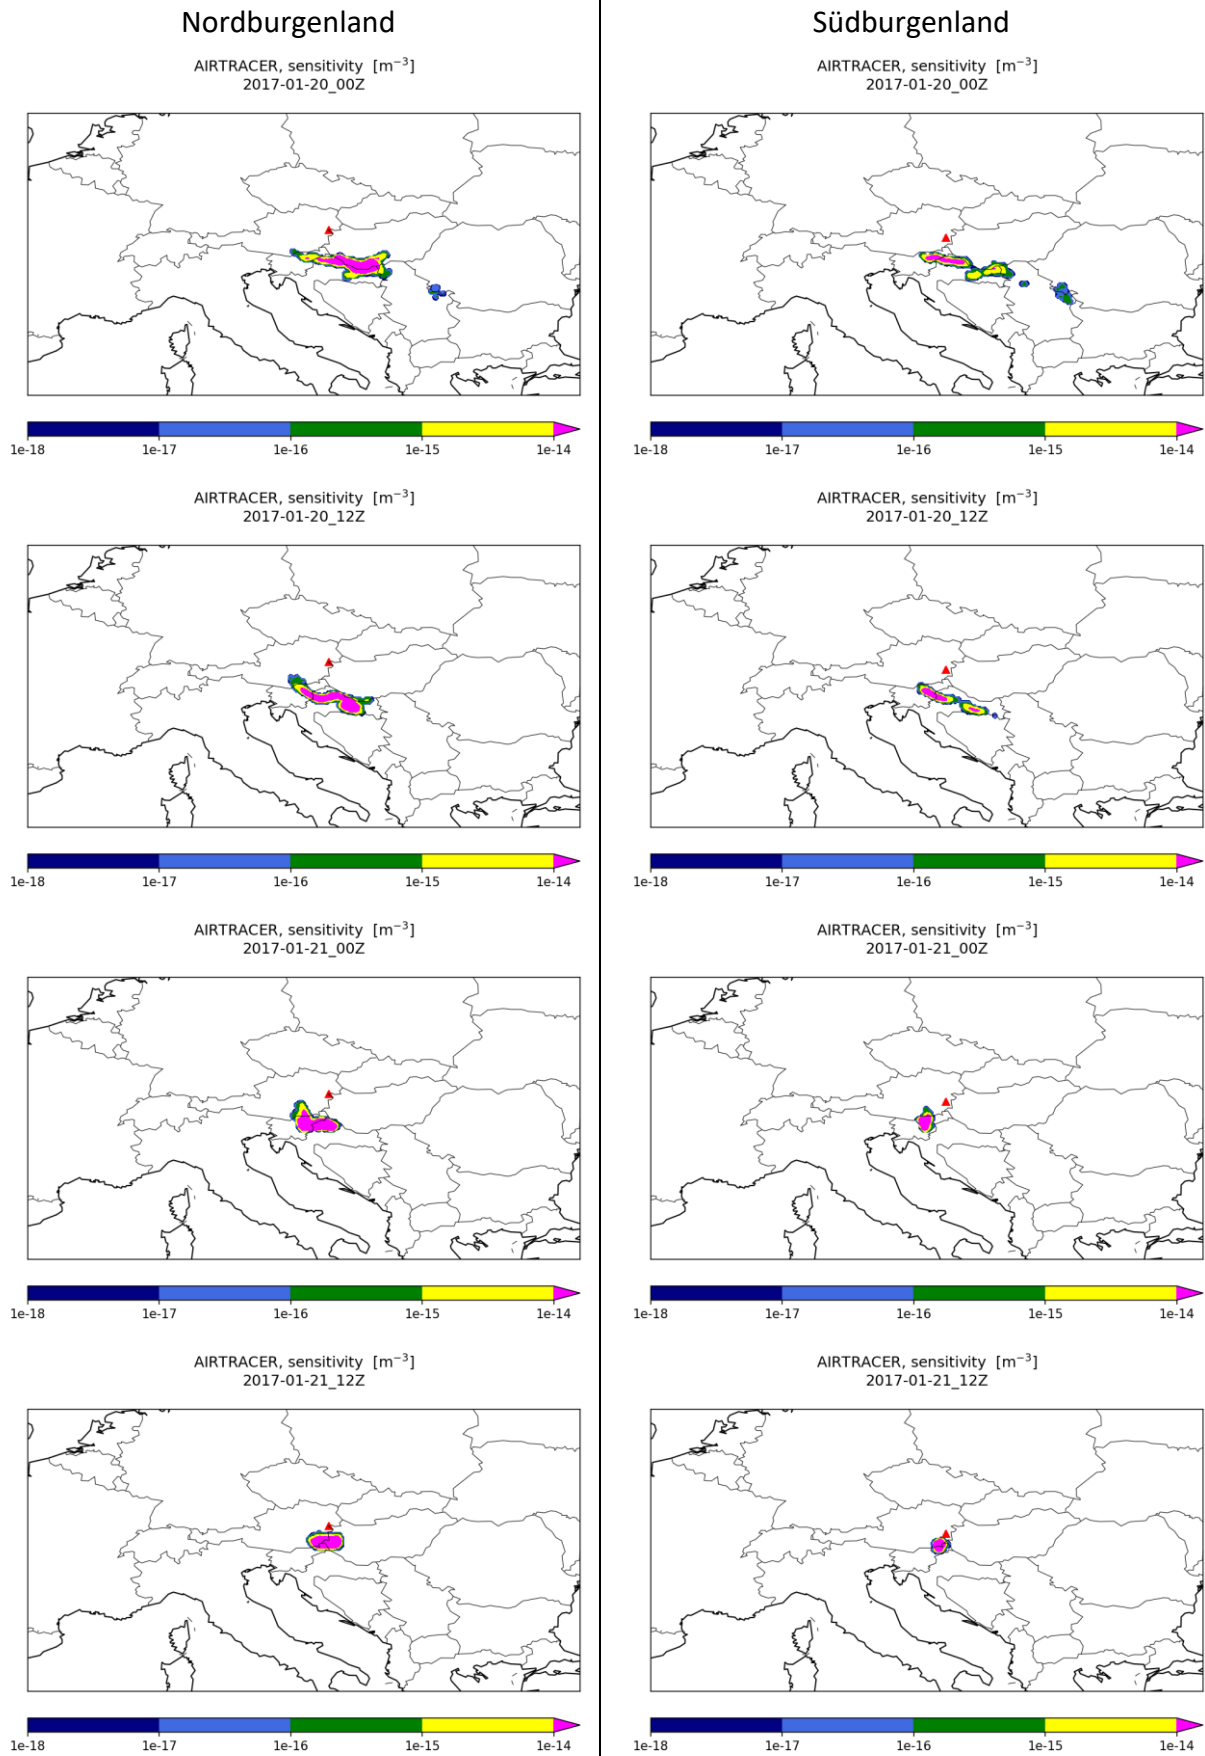 Nordburgenland
Südburgenland
AIRTRACER, sensitivity [m⁻³]
2017-01-20_00Z
AIRTRACER, sensitivity [m⁻³]
2017-01-20_00Z
1e-18 1e-17 1e-16 1e-15 1e-14
1e-18 1e-17 1e-16 1e-15 1e-14
AIRTRACER, sensitivity [m⁻³]
2017-01-20_12Z
AIRTRACER, sensitivity [m⁻³]
2017-01-20_12Z
1e-18 1e-17 1e-16 1e-15 1e-14
1e-18 1e-17 1e-16 1e-15 1e-14
AIRTRACER, sensitivity [m⁻³]
2017-01-21_00Z
AIRTRACER, sensitivity [m⁻³]
2017-01-21_00Z
1e-18 1e-17 1e-16 1e-15 1e-14
1e-18 1e-17 1e-16 1e-15 1e-14
AIRTRACER, sensitivity [m⁻³]
2017-01-21_12Z
AIRTRACER, sensitivity [m⁻³]
2017-01-21_12Z
1e-18 1e-17 1e-16 1e-15 1e-14
1e-18 1e-17 1e-16 1e-15 1e-14